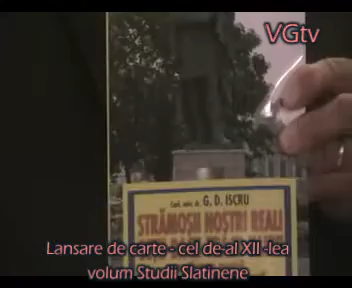 VGtv
G. D. ISCRU
STRĂMOȘII NOȘTRI REALI
Lansare de carte - cel de-al XII -lea
volum Studii Slatinene